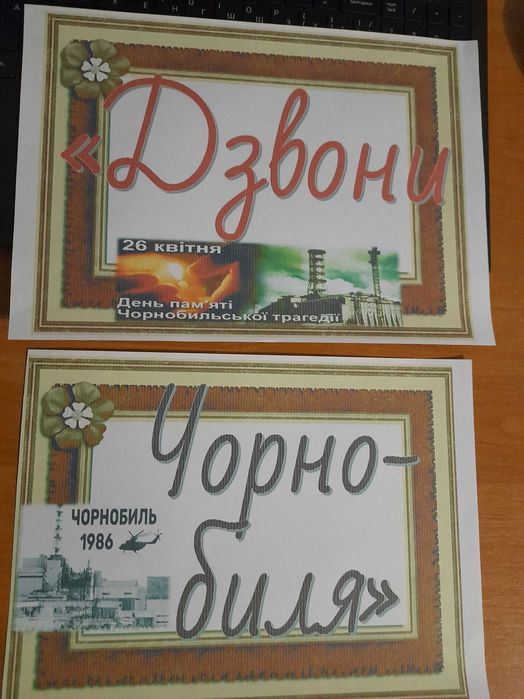 «Дзвони
26 квітня
День пам'яті
Чорнобильської трагедії
Чорно-
биля»
ЧОРНОБИЛЬ
1986